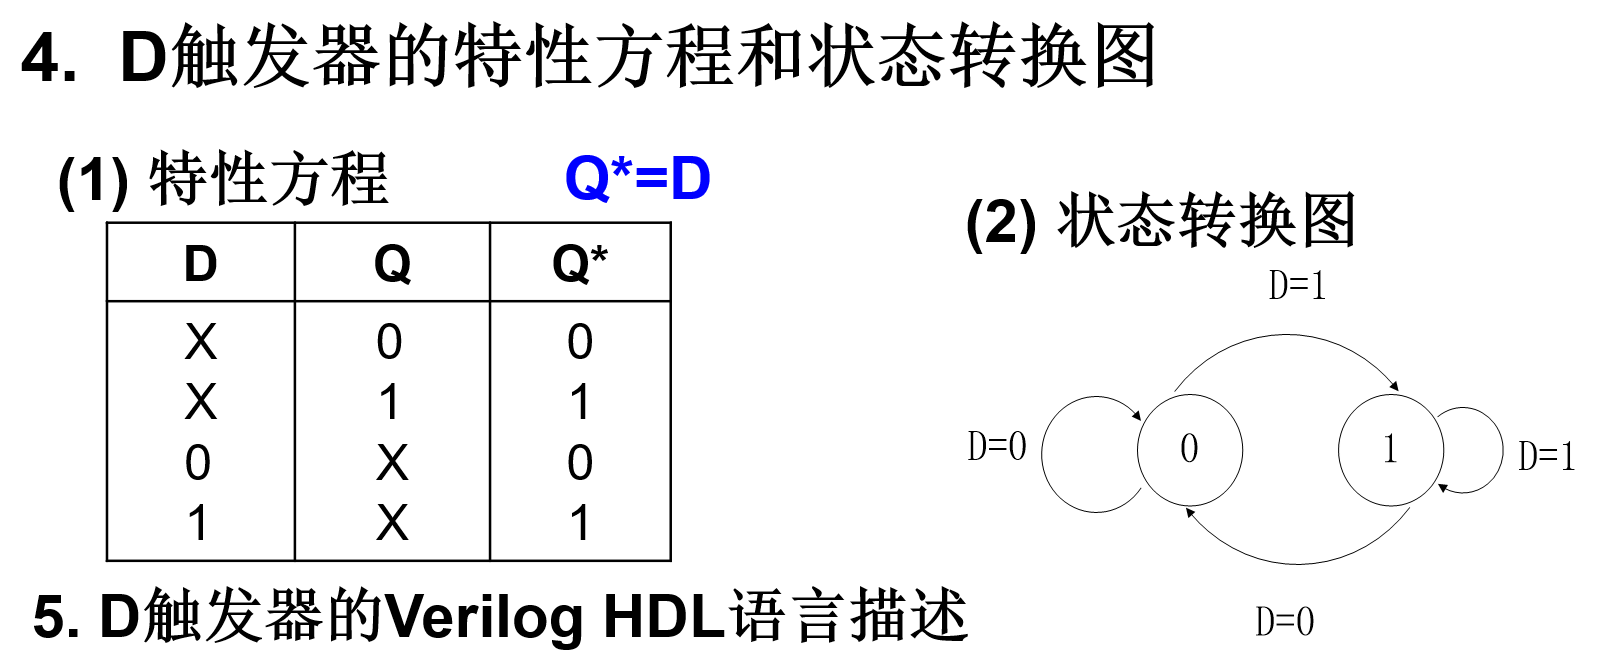 4. D触发器的特性方程和状态转换图
(1) 特性方程 Q*=D
D Q Q*
X 0 0
X 1 1
0 X 0
1 X 1
(2) 状态转换图
D=1
D=0 0 1 D=1
D=0
5. D触发器的Verilog HDL语言描述